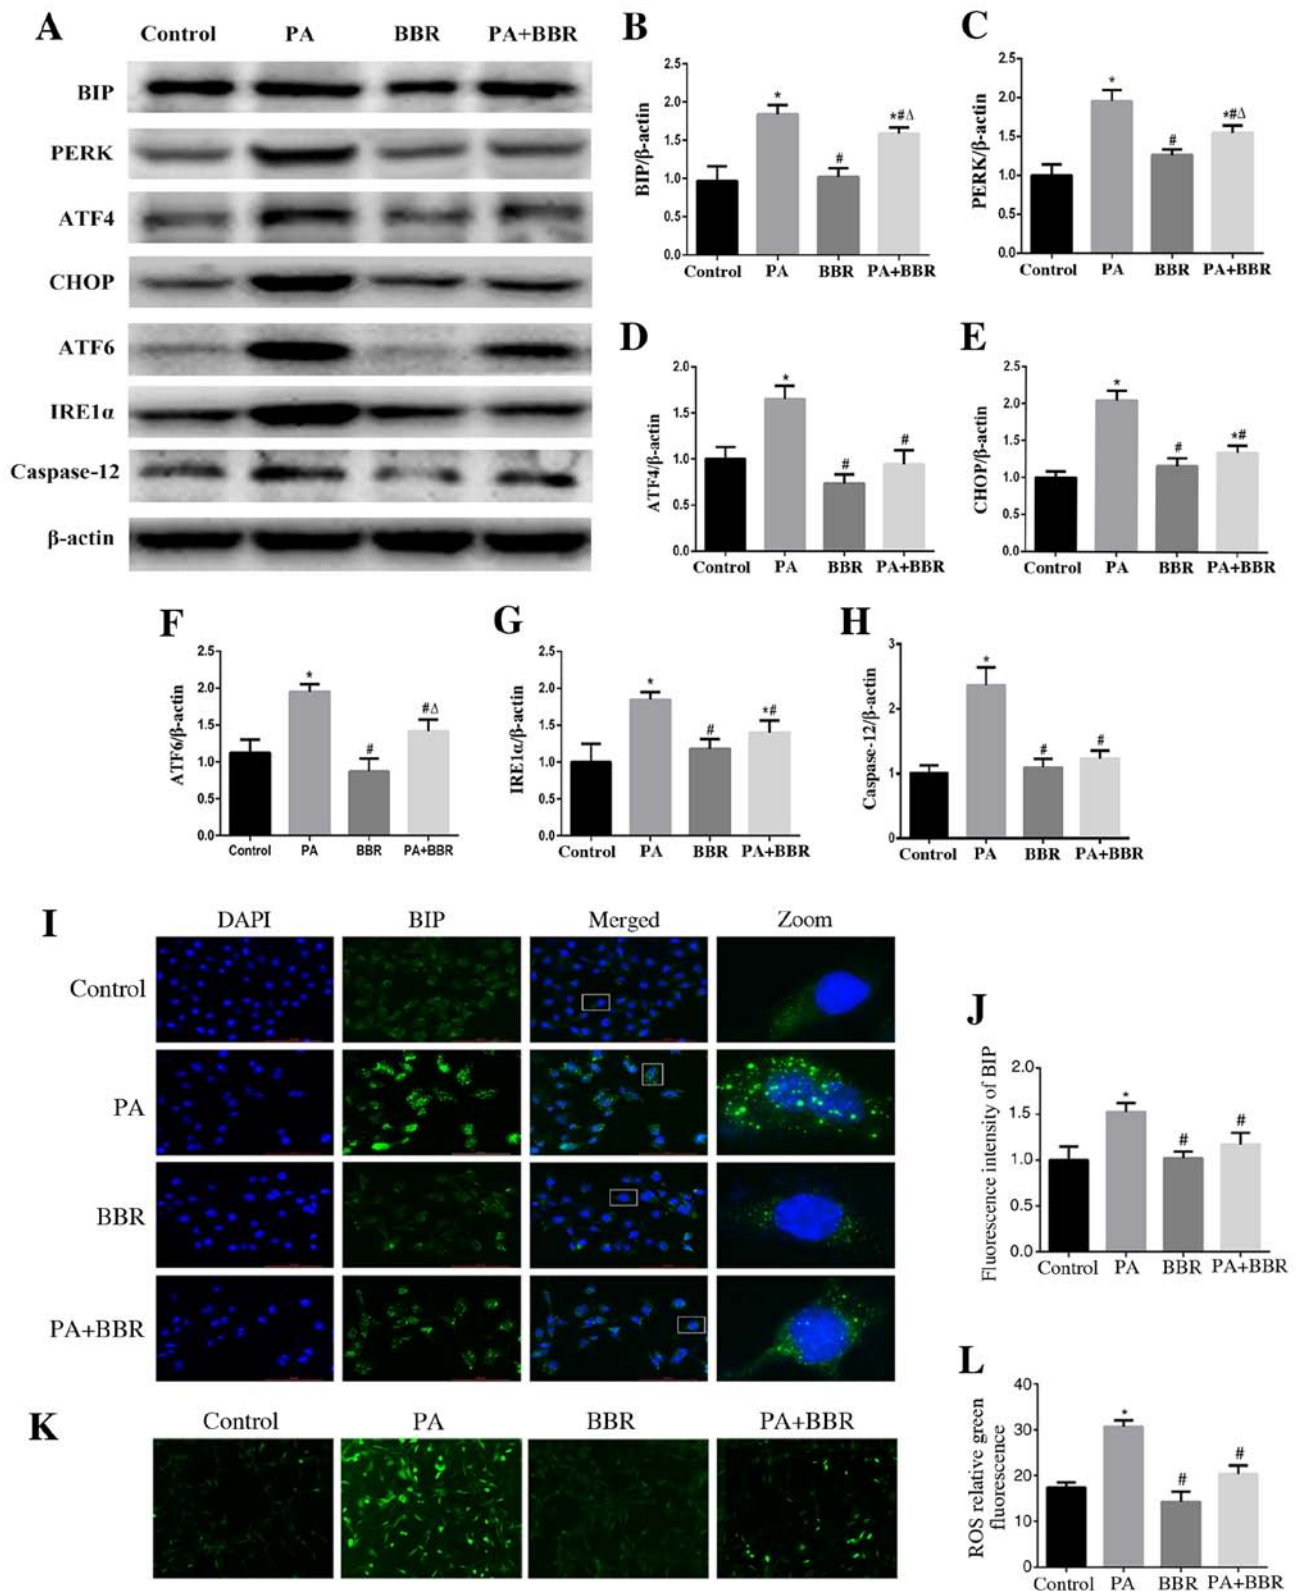 A
Control PA BBR PA+BBR
BIP
PERK
ATF4
CHOP
ATF6
IRE1α
Caspase-12
β-actin
B
BIP/β-actin
2.5
2.0
1.5
1.0
0.5
0.0
*
#
*#Δ
Control PA BBR PA+BBR
C
PERK/β-actin
2.5
2.0
1.5
1.0
0.5
0.0
*
#
*#Δ
Control PA BBR PA+BBR
D
ATF4/β-actin
2.0
1.5
1.0
0.5
0.0
*
#
#
Control PA BBR PA+BBR
E
CHOP/β-actin
2.5
2.0
1.5
1.0
0.5
0.0
*
#
*#
Control PA BBR PA+BBR
F
ATF6/β-actin
2.5
2.0
1.5
1.0
0.5
0.0
*
#
#Δ
Control PA BBR PA+BBR
G
IRE1α/β-actin
2.5
2.0
1.5
1.0
0.5
0.0
*
#
*#
Control PA BBR PA+BBR
H
Caspase-12/β-actin
3
2
1
0
*
#
#
Control PA BBR PA+BBR
I
DAPI BIP Merged Zoom
Control
PA
BBR
PA+BBR
J
Fluorescence intensity of BIP
2.0
1.5
1.0
0.5
0.0
*
#
#
Control PA BBR PA+BBR
K
Control PA BBR PA+BBR
L
ROS relative green
fluorescence
40
30
20
10
0
*
#
#
Control PA BBR PA+BBR